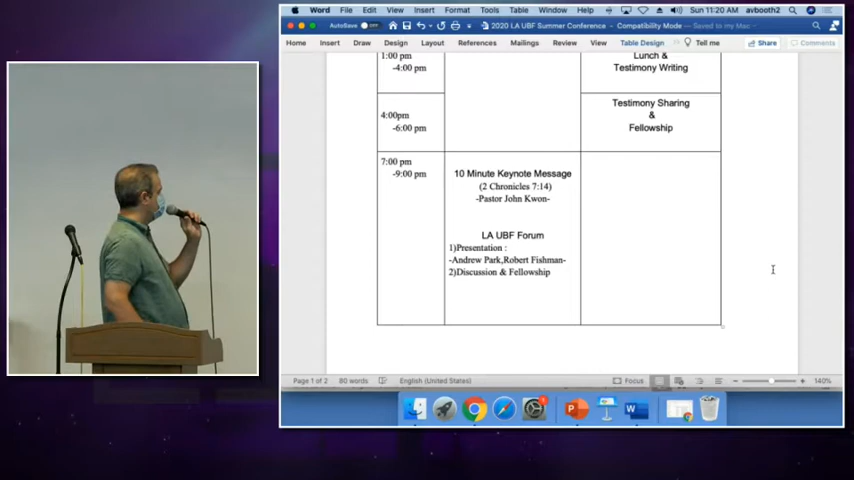 Word File Edit View Insert Format Tools Table Window Help Sun 11:20 AM avbooth2
AutoSave OFF 2020 LA UBF Summer Conference - Compatibility Mode - Saved to my Mac
Home Insert Draw Design Layout References Mailings Review View Table Design Tell me Share Comments
1:00 pm
-4:00 pm
Lunch &
Testimony Writing
4:00pm
-6:00 pm
Testimony Sharing
&
Fellowship
7:00 pm
-9:00 pm
10 Minute Keynote Message
(2 Chronicles 7:14)
-Pastor John Kwon-
LA UBF Forum
1)Presentation :
-Andrew Park,Robert Fishman-
2)Discussion & Fellowship
Page 1 of 2 80 words English (United States) Focus 140%